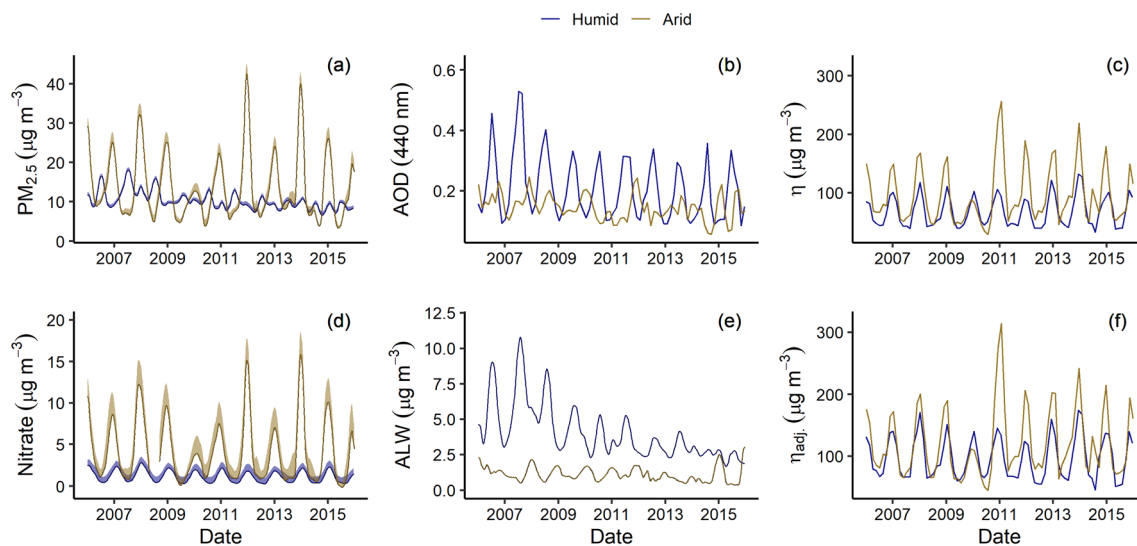 Humid Arid
(a)
PM2.5 (μg m−3)
40
30
20
10
0
2007 2009 2011 2013 2015
(b)
AOD (440 nm)
0.6
0.4
0.2
2007 2009 2011 2013 2015
(c)
η (μg m−3)
300
200
100
2007 2009 2011 2013 2015
(d)
Nitrate (μg m−3)
20
15
10
5
0
2007 2009 2011 2013 2015
Date
(e)
ALW (μg m−3)
12.5
10.0
7.5
5.0
2.5
0.0
2007 2009 2011 2013 2015
Date
(f)
ηadj. (μg m−3)
300
200
100
2007 2009 2011 2013 2015
Date